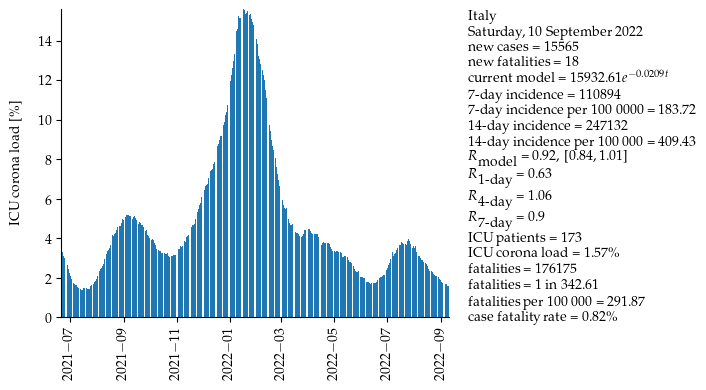 Italy
Saturday, 10 September 2022
new cases = 15565
new fatalities = 18
current model = 15932.61e^{-0.0209t}
7-day incidence = 110894
7-day incidence per 100 0000 = 183.72
14-day incidence = 247132
14-day incidence per 100 000 = 409.43
R_model = 0.92, [0.84, 1.01]
R_1-day = 0.63
R_4-day = 1.06
R_7-day = 0.9
ICU patients = 173
ICU corona load = 1.57%
fatalities = 176175
fatalities = 1 in 342.61
fatalities per 100 000 = 291.87
case fatality rate = 0.82%
ICU corona load [%]
14
12
10
8
6
4
2
0
2021−07
2021−09
2021−11
2022−01
2022−03
2022−05
2022−07
2022−09